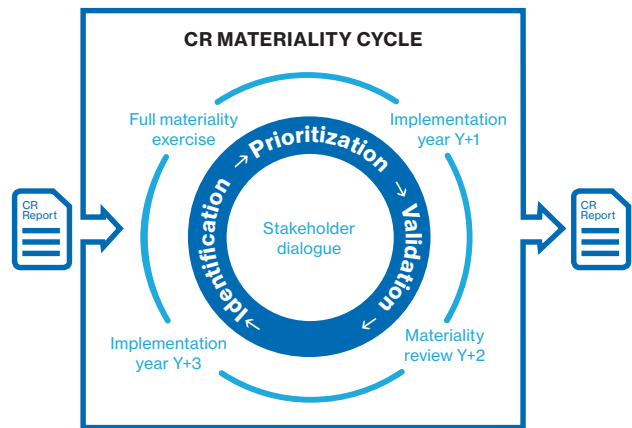 CR MATERIALITY CYCLE
Full materiality
exercise
Implementation
year Y+1
→ Identification → Prioritization → Validation →
CR
Report
Stakeholder
dialogue
CR
Report
Implementation
year Y+3
Materiality
review Y+2